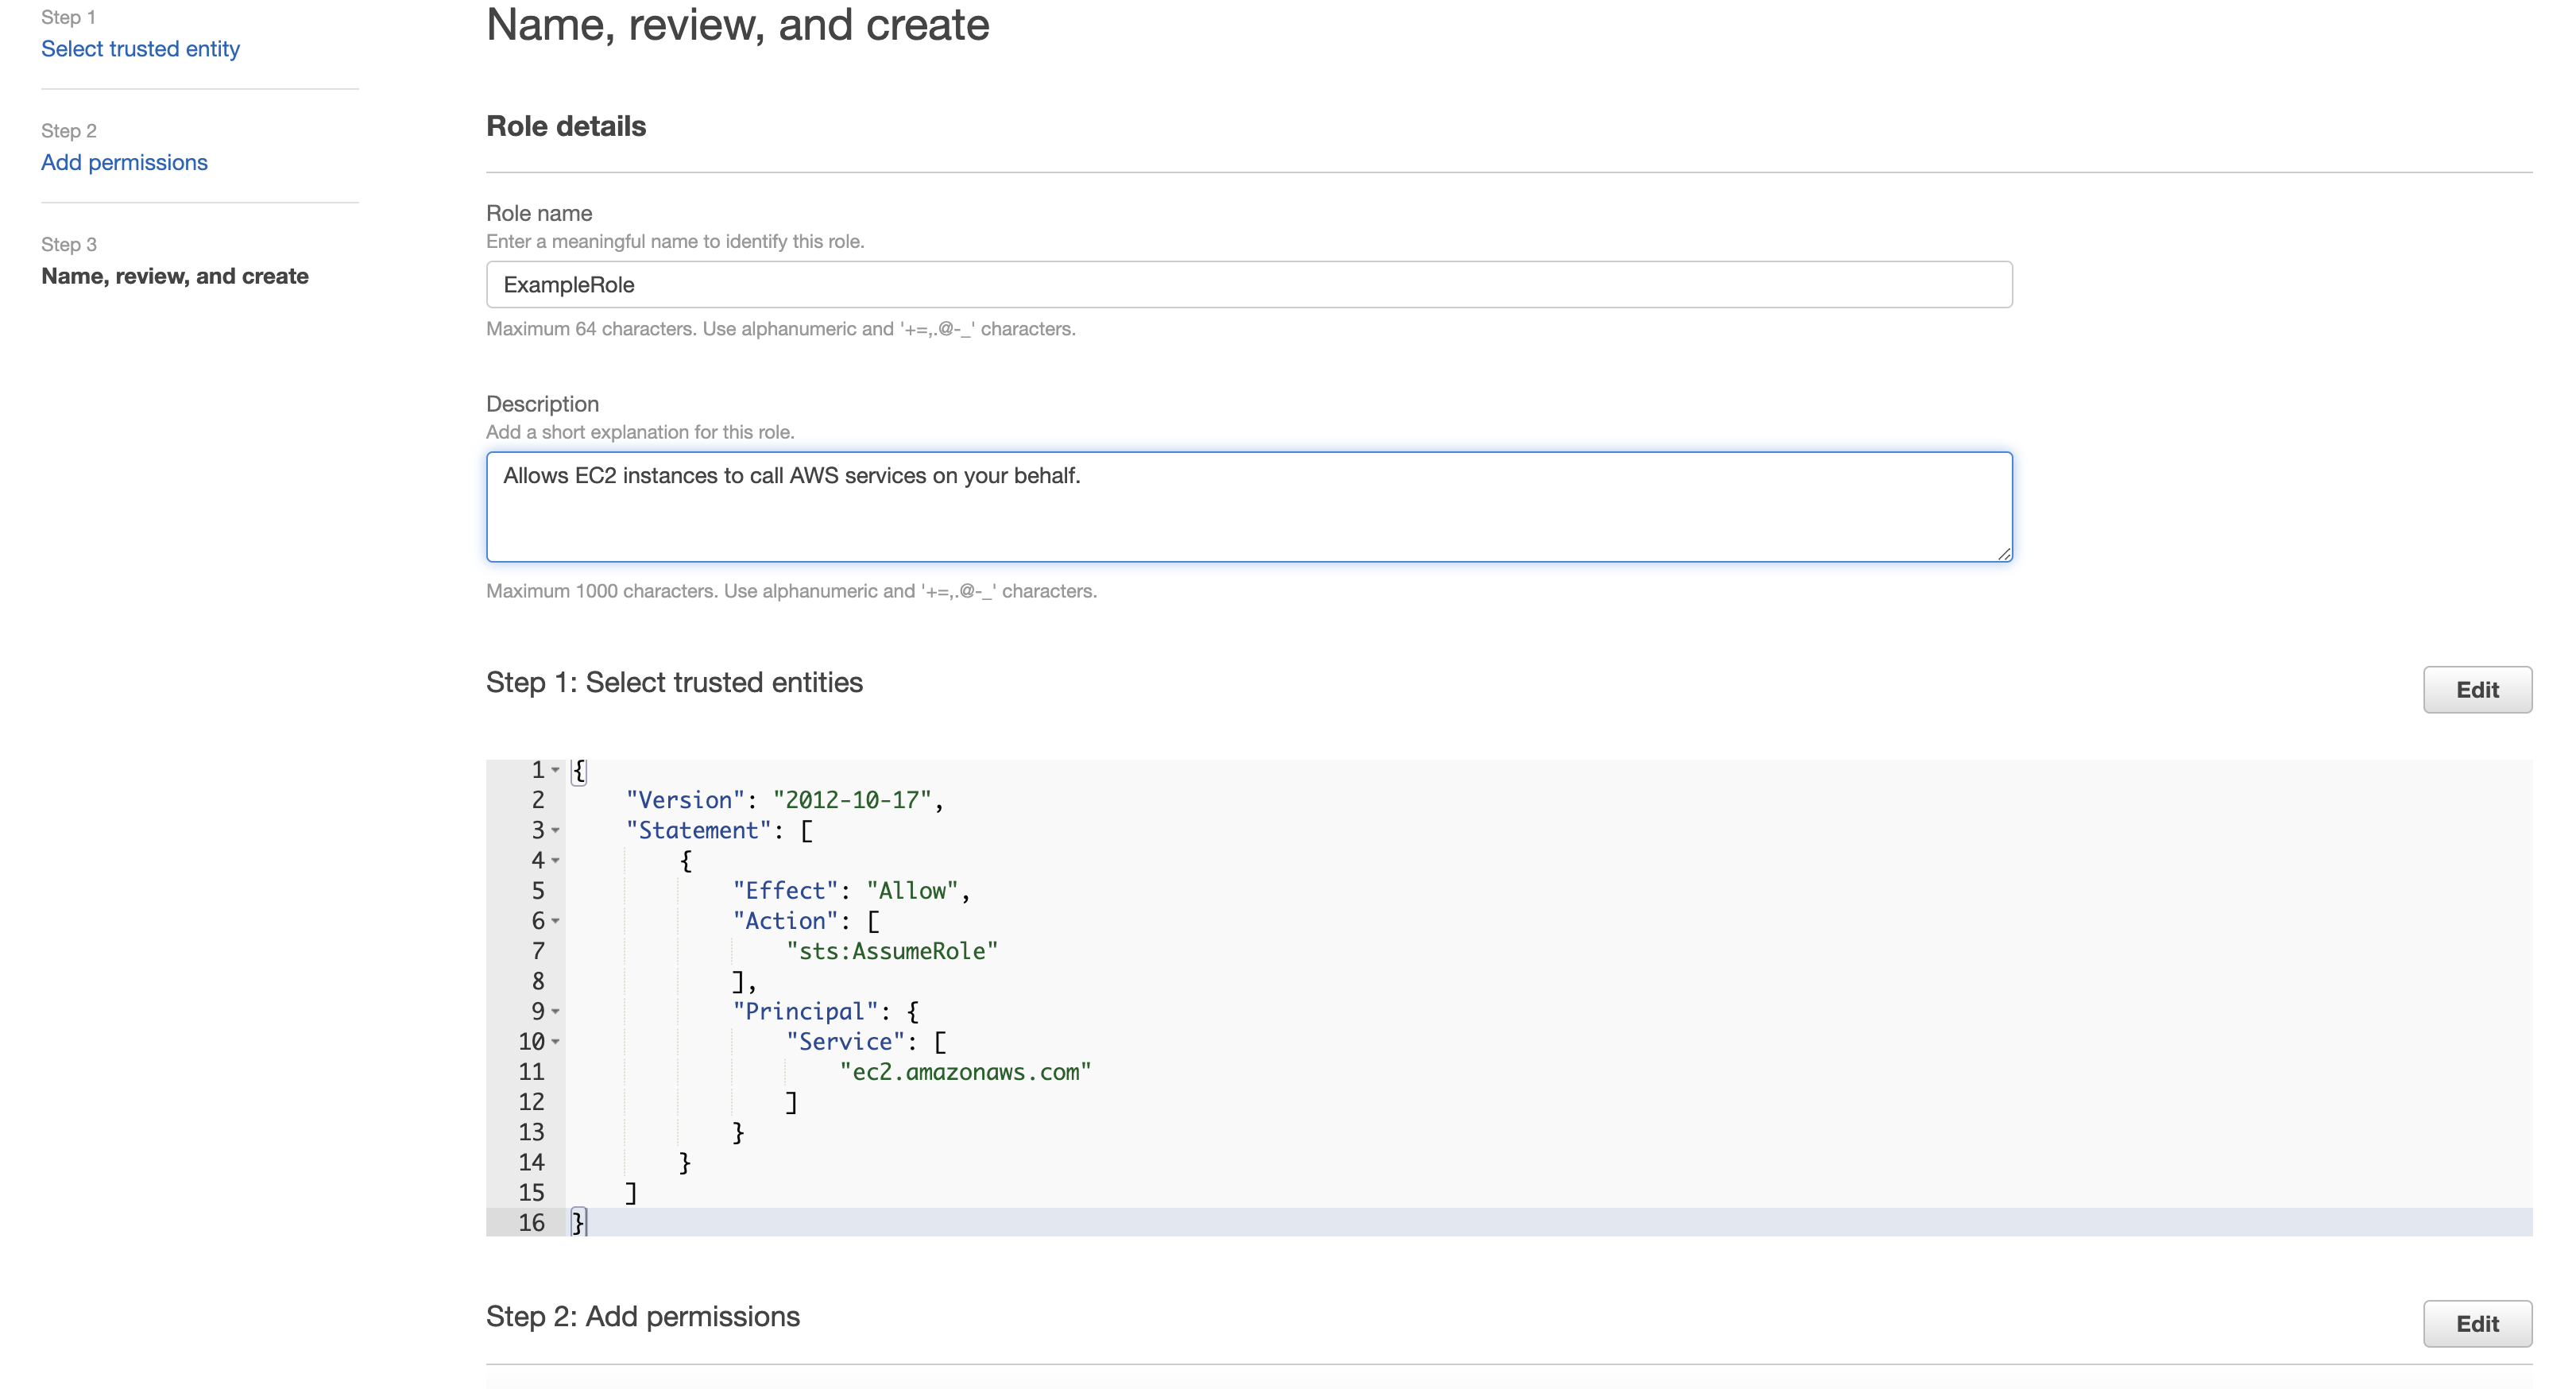 Step 1
Select trusted entity
Step 2
Add permissions
Step 3
Name, review, and create
Name, review, and create
Role details
Role name
Enter a meaningful name to identify this role.
ExampleRole
Maximum 64 characters. Use alphanumeric and '+=,.@-_' characters.
Description
Add a short explanation for this role.
Allows EC2 instances to call AWS services on your behalf.
Maximum 1000 characters. Use alphanumeric and '+=,.@-_' characters.
Step 1: Select trusted entities
Edit
1 {
2     "Version": "2012-10-17",
3     "Statement": [
4         {
5             "Effect": "Allow",
6             "Action": [
7                 "sts:AssumeRole"
8             ],
9             "Principal": {
10                 "Service": [
11                     "ec2.amazonaws.com"
12                 ]
13             }
14         }
15     ]
16 }
Step 2: Add permissions
Edit